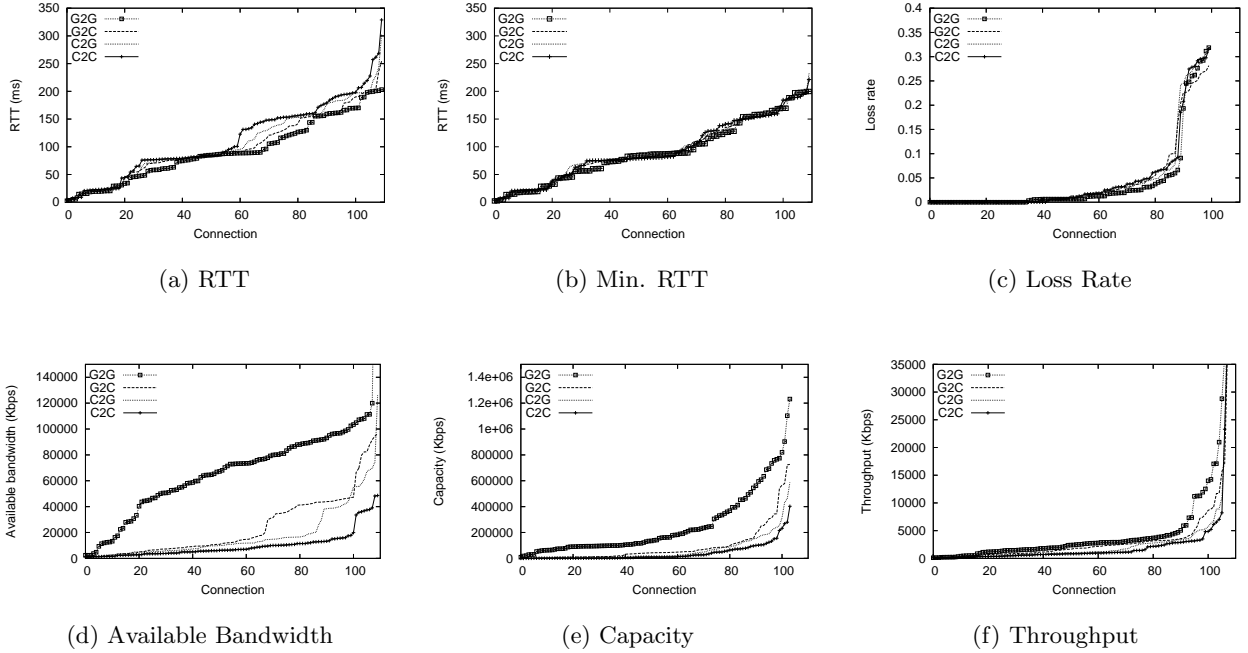 G2G
G2C
C2G
C2C
350
300
250
200
150
100
50
0
RTT (ms)
0 20 40 60 80 100
Connection
(a) RTT
G2G
G2C
C2G
C2C
350
300
250
200
150
100
50
0
RTT (ms)
0 20 40 60 80 100
Connection
(b) Min. RTT
G2G
G2C
C2G
C2C
0.4
0.35
0.3
0.25
0.2
0.15
0.1
0.05
0
Loss rate
0 20 40 60 80 100
Connection
(c) Loss Rate
G2G
G2C
C2G
C2C
140000
120000
100000
80000
60000
40000
20000
0
Available bandwidth (Kbps)
0 20 40 60 80 100
Connection
(d) Available Bandwidth
G2G
G2C
C2G
C2C
1.4e+06
1.2e+06
1e+06
800000
600000
400000
200000
0
Capacity (Kbps)
0 20 40 60 80 100
Connection
(e) Capacity
G2G
G2C
C2G
C2C
35000
30000
25000
20000
15000
10000
5000
0
Throughput (Kbps)
0 20 40 60 80 100
Connection
(f) Throughput